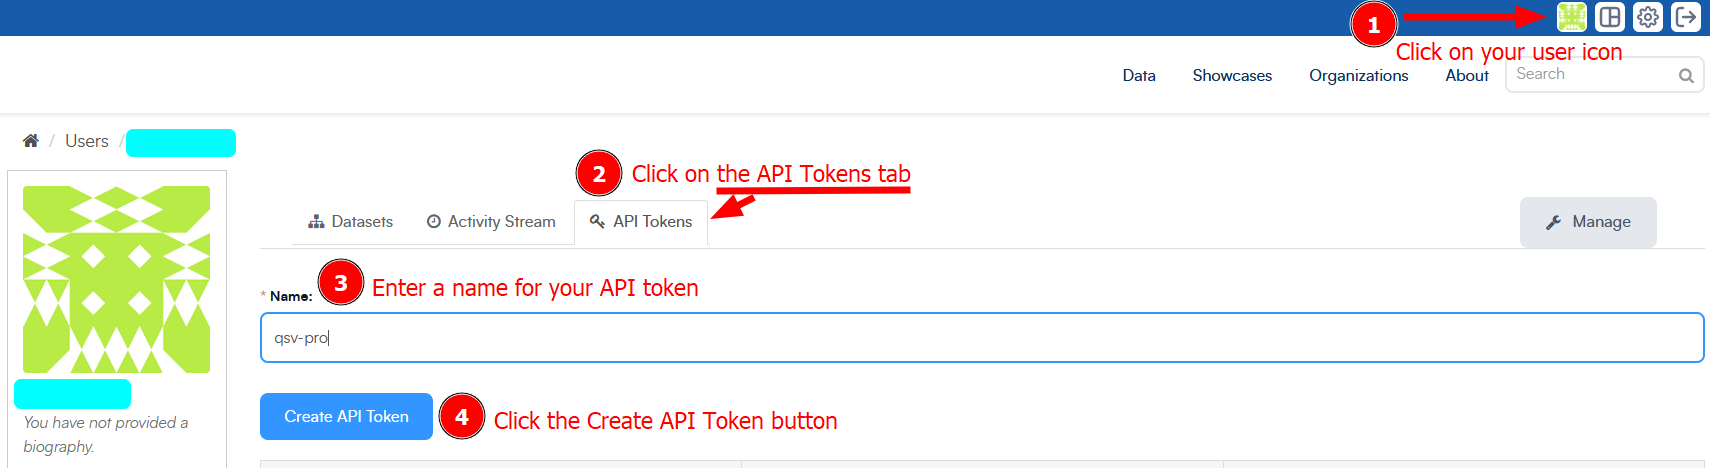 1
Click on your user icon
Data Showcases Organizations About Search
/ Users /
2 Click on the API Tokens tab
Datasets Activity Stream API Tokens Manage
* Name: 3 Enter a name for your API token
qsv-pro
Create API Token 4 Click the Create API Token button
You have not provided a
biography.